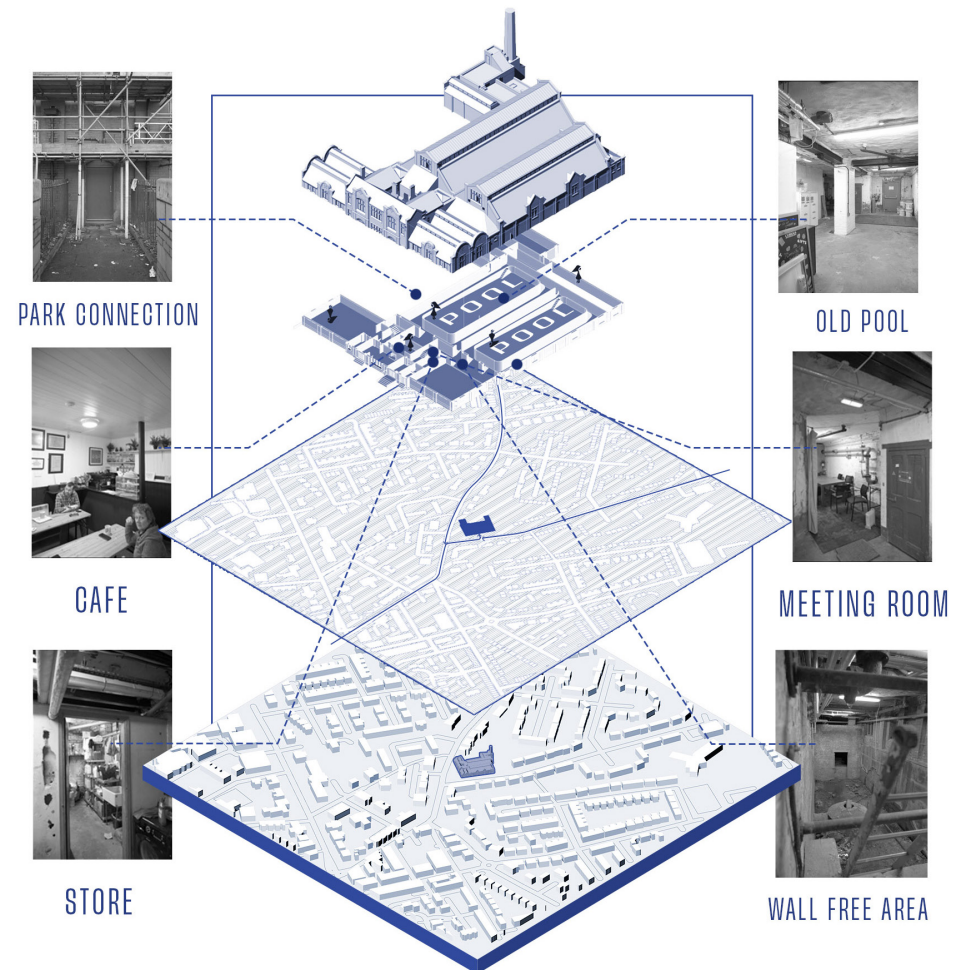 PARK CONNECTION
POOL
POOL
OLD POOL
CAFE
MEETING ROOM
STORE
WALL FREE AREA